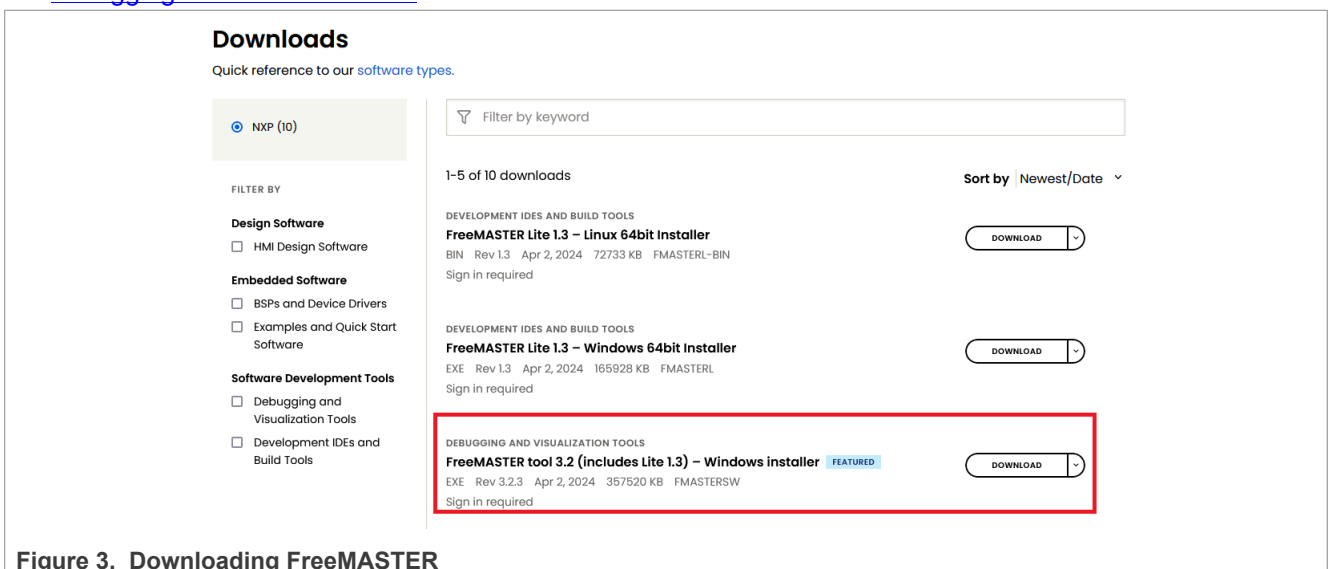 Downloads
Quick reference to our software types.
NXP (10)
FILTER BY
Design Software
HMI Design Software
Embedded Software
BSPs and Device Drivers
Examples and Quick Start
Software
Software Development Tools
Debugging and
Visualization Tools
Development IDEs and
Build Tools
Filter by keyword
1-5 of 10 downloads
Sort by Newest/Date
DEVELOPMENT IDES AND BUILD TOOLS
FreeMASTER Lite 1.3 – Linux 64bit Installer
BIN Rev 1.3 Apr 2, 2024 72733 KB FMASTERL-BIN
Sign in required
DOWNLOAD
DEVELOPMENT IDES AND BUILD TOOLS
FreeMASTER Lite 1.3 – Windows 64bit Installer
EXE Rev 1.3 Apr 2, 2024 165928 KB FMASTERL
Sign in required
DOWNLOAD
DEBUGGING AND VISUALIZATION TOOLS
FreeMASTER tool 3.2 (includes Lite 1.3) – Windows installer FEATURED
EXE Rev 3.2.3 Apr 2, 2024 357520 KB FMASTERSW
Sign in required
DOWNLOAD
Figure 3. Downloading FreeMASTER